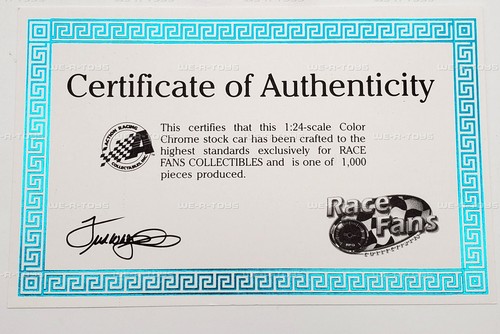 Certificate of Authenticity
ACTION RACING
COLLECTABLES
This certifies that this 1:24-scale Color
Chrome stock car has been crafted to the
highest standards exclusively for RACE
FANS COLLECTIBLES and is one of 1,000
pieces produced.
Race
Fans
WE-R-TOYS